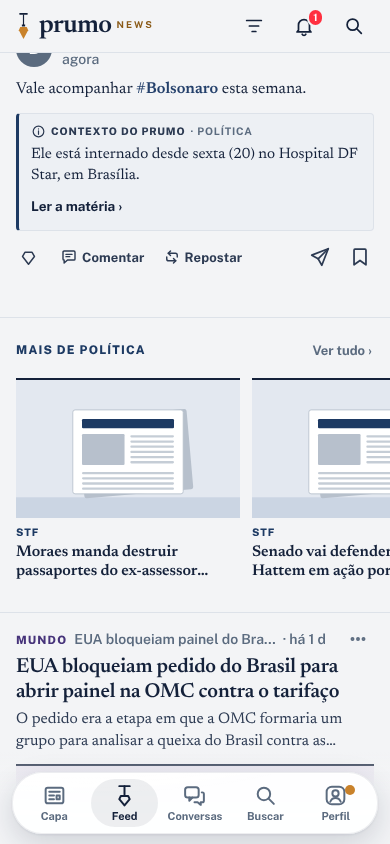 prumo NEWS
1
agora
Vale acompanhar #Bolsonaro esta semana.
CONTEXTO DO PRUMO · POLÍTICA
Ele está internado desde sexta (20) no Hospital DF
Star, em Brasília.
Ler a matéria ›
Comentar
Repostar
MAIS DE POLÍTICA
Ver tudo ›
STF
Moraes manda destruir
passaportes do ex-assessor...
STF
Senado vai defender
Hattem em ação por
MUNDO EUA bloqueiam painel do Bra... · há 1 d
EUA bloqueiam pedido do Brasil para
abrir painel na OMC contra o tarifaço
O pedido era a etapa em que a OMC formaria um
grupo para analisar a queixa do Brasil contra as...
Capa
Feed
Conversas
Buscar
Perfil